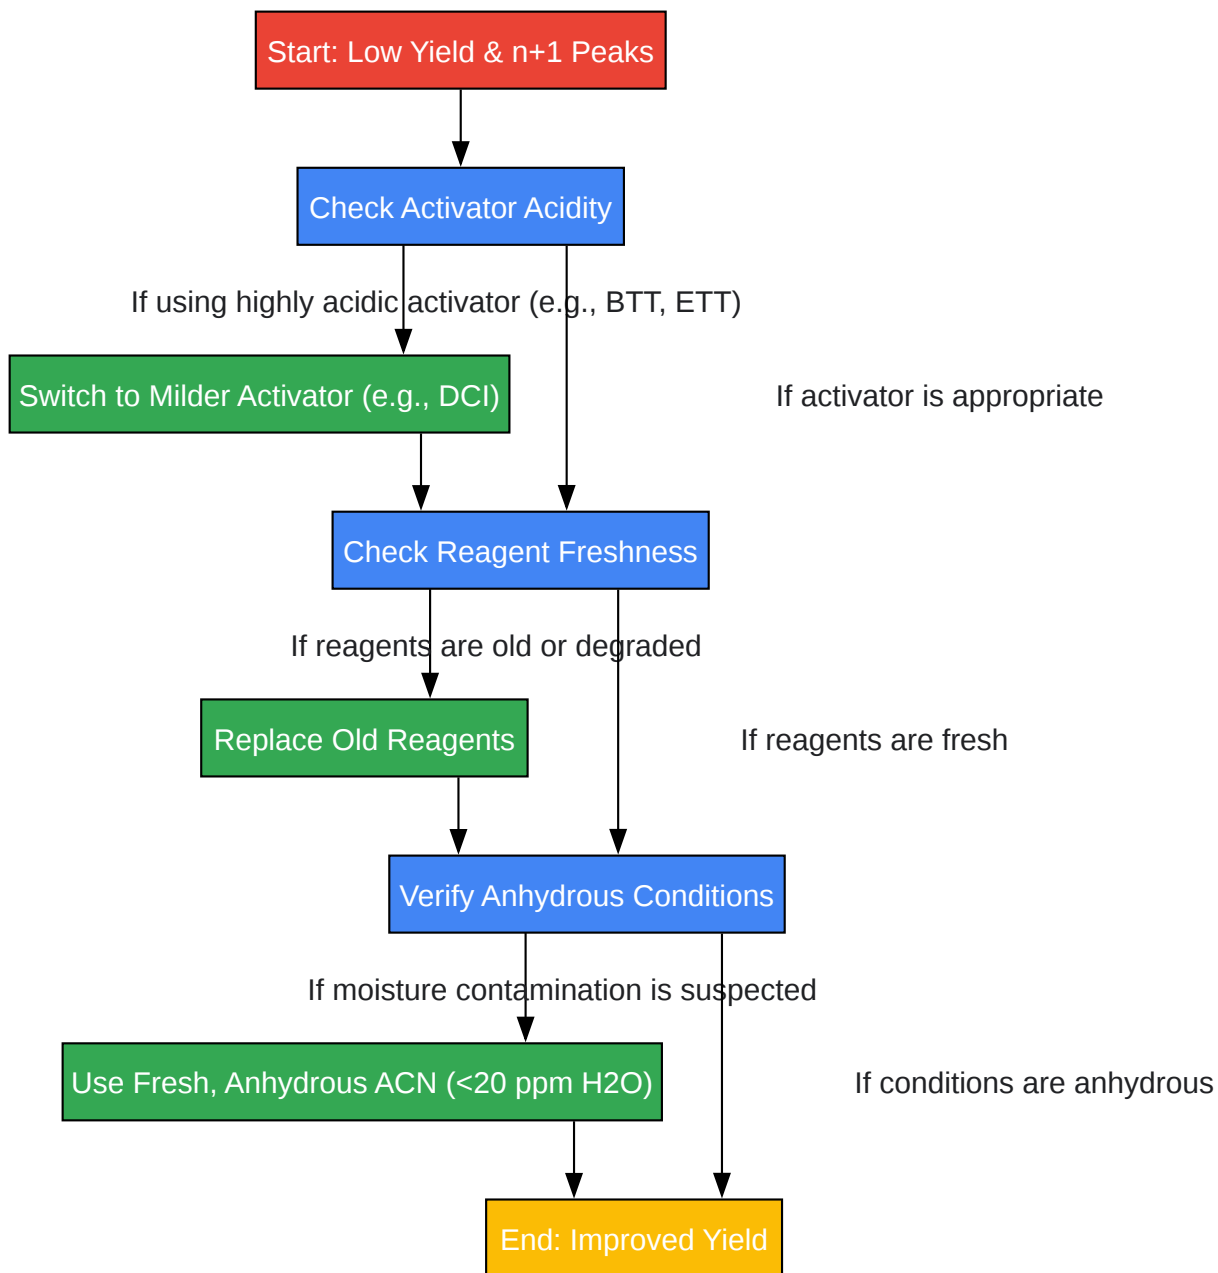 Start: Low Yield & n+1 Peaks
Check Activator Acidity
If using highly acidic activator (e.g., BTT, ETT)
Switch to Milder Activator (e.g., DCI)
If activator is appropriate
Check Reagent Freshness
If reagents are old or degraded
Replace Old Reagents
If reagents are fresh
Verify Anhydrous Conditions
If moisture contamination is suspected
Use Fresh, Anhydrous ACN (<20 ppm H2O)
If conditions are anhydrous
End: Improved Yield